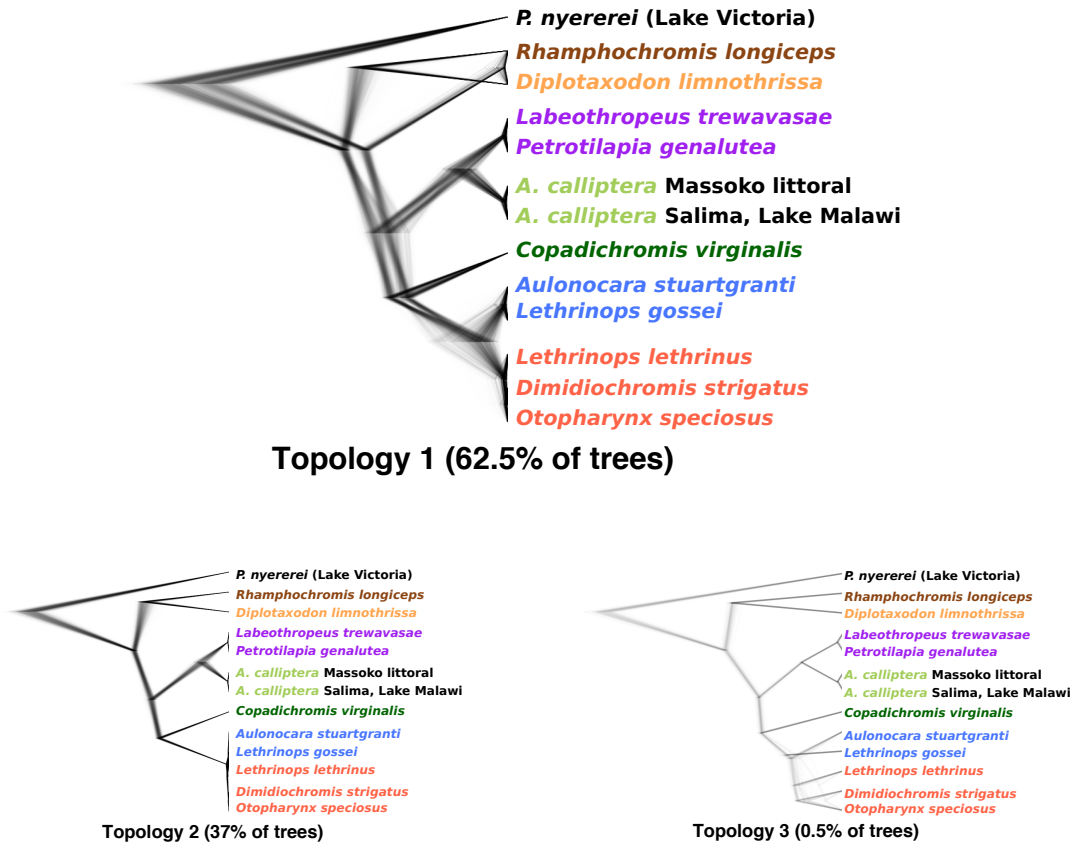 P. nyererei (Lake Victoria)
Rhamphochromis longiceps
Diplotaxodon limnothrissa
Labeothropeus trewavasae
Petrotilapia genalutea
A. calliptera Massoko littoral
A. calliptera Salima, Lake Malawi
Copadichromis virginalis
Aulonocara stuartgranti
Lethrinops gossei
Lethrinops lethrinus
Dimidiochromis strigatus
Otopharynx speciosus
Topology 1 (62.5% of trees)
P. nyererei (Lake Victoria)
Rhamphochromis longiceps
Diplotaxodon limnothrissa
Labeothropeus trewavasae
Petrotilapia genalutea
A. calliptera Massoko littoral
A. calliptera Salima, Lake Malawi
Copadichromis virginalis
Aulonocara stuartgranti
Lethrinops gossei
Lethrinops lethrinus
Dimidiochromis strigatus
Otopharynx speciosus
Topology 2 (37% of trees)
P. nyererei (Lake Victoria)
Rhamphochromis longiceps
Diplotaxodon limnothrissa
Labeothropeus trewavasae
Petrotilapia genalutea
A. calliptera Massoko littoral
A. calliptera Salima, Lake Malawi
Copadichromis virginalis
Aulonocara stuartgranti
Lethrinops gossei
Lethrinops lethrinus
Dimidiochromis strigatus
Otopharynx speciosus
Topology 3 (0.5% of trees)